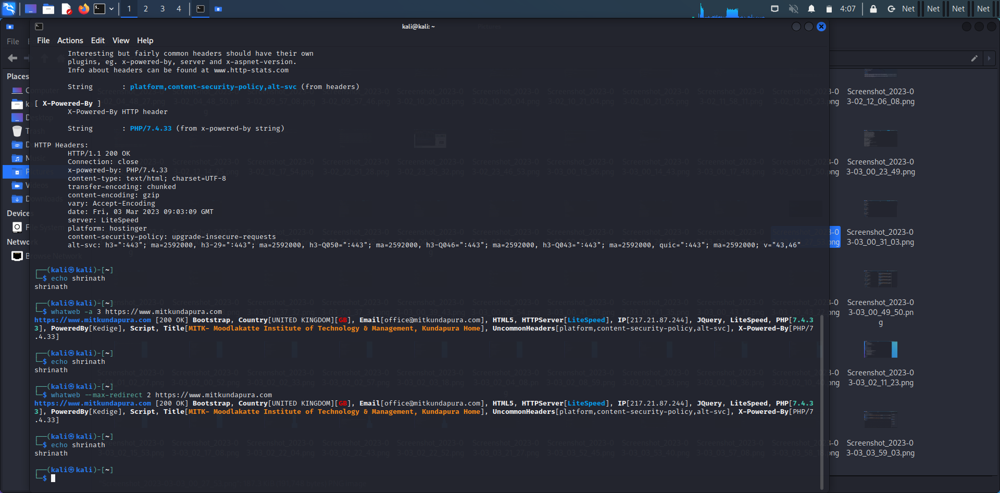 1 2 3 4
4:07
Net Net Net Net
kali@kali: ~
Pictures
File Actions Edit View Help
File
Interesting but fairly common headers should have their own
plugins, eg. x-powered-by, server and x-aspnet-version.
Info about headers can be found at www.http-stats.com
String : platform,content-security-policy,alt-svc (from headers)
[ X-Powered-By ]
X-Powered-By HTTP header
String : PHP/7.4.33 (from x-powered-by string)
HTTP Headers:
HTTP/1.1 200 OK
Connection: close
x-powered-by: PHP/7.4.33
content-type: text/html; charset=UTF-8
transfer-encoding: chunked
content-encoding: gzip
vary: Accept-Encoding
date: Fri, 03 Mar 2023 09:03:09 GMT
server: LiteSpeed
platform: hostinger
content-security-policy: upgrade-insecure-requests
alt-svc: h3=":443"; ma=2592000, h3-29=":443"; ma=2592000, h3-Q050=":443"; ma=2592000, h3-Q046=":443"; ma=2592000, h3-Q043=":443"; ma=2592000, quic=":443"; ma=2592000; v="43,46"
┌──(kali㉿kali)-[~]
└─$ echo shrinath
shrinath
┌──(kali㉿kali)-[~]
└─$ whatweb -a 3 https://www.mitkundapura.com
https://www.mitkundapura.com [200 OK] Bootstrap, Country[UNITED KINGDOM][GB], Email[office@mitkundapura.com], HTML5, HTTPServer[LiteSpeed], IP[217.21.87.244], JQuery, LiteSpeed, PHP[7.4.3
3], PoweredBy[Kedige], Script, Title[MITK- Moodlakatte Institute of Technology & Management, Kundapura Home], UncommonHeaders[platform,content-security-policy,alt-svc], X-Powered-By[PHP/7
.4.33]
┌──(kali㉿kali)-[~]
└─$ echo shrinath
shrinath
┌──(kali㉿kali)-[~]
└─$ whatweb --max-redirect 2 https://www.mitkundapura.com
https://www.mitkundapura.com [200 OK] Bootstrap, Country[UNITED KINGDOM][GB], Email[office@mitkundapura.com], HTML5, HTTPServer[LiteSpeed], IP[217.21.87.244], JQuery, LiteSpeed, PHP[7.4.3
3], PoweredBy[Kedige], Script, Title[MITK- Moodlakatte Institute of Technology & Management, Kundapura Home], UncommonHeaders[platform,content-security-policy,alt-svc], X-Powered-By[PHP/7
.4.33]
┌──(kali㉿kali)-[~]
└─$ echo shrinath
shrinath
┌──(kali㉿kali)-[~]
└─$
Places
Computer
Desktop
Trash
Music
Pictures
Videos
Downloads
Devices
File System
Network
Browse Network
Screenshot_2023-0
3-02_12_06_08.png
Screenshot_2023-0
3-03_00_23_49.png
Screenshot_2023-0
3-03_00_31_03.png
Screenshot_2023-0
3-03_00_49_50.pn
g
Screenshot_2023-0
3-03_02_11_23.png
Screenshot_2023-0
3-03_03_59_03.png